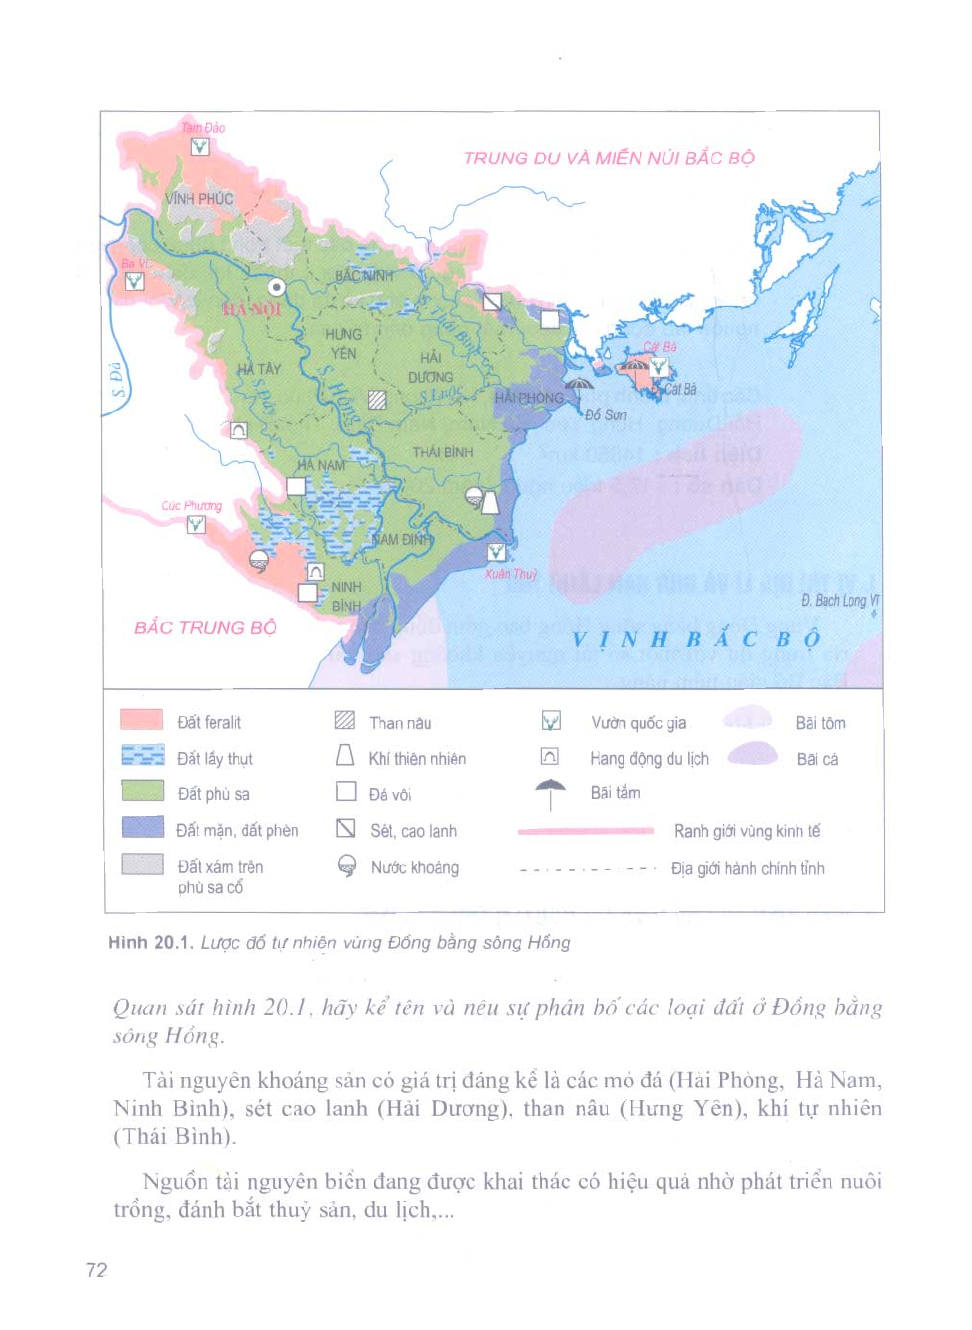 Tam Đảo
TRUNG DU VÀ MIỀN NÚI BẮC BỘ
VĨNH PHÚC
Ba Vì
BẮC NINH
HÀ NỘI
S. Thái Bình
HƯNG
YÊN
Cát Bà
HẢI
DƯƠNG
HÀ TÂY
S. Đà
S. Đáy
S. Hồng
S. Luộc
HẢI PHÒNG
Đ. Cát Bà
Đồ Sơn
THÁI BÌNH
HÀ NAM
Cúc Phương
NAM ĐỊNH
Xuân Thuỷ
NINH
BÌNH
Đ. Bạch Long Vĩ
BẮC TRUNG BỘ
VỊNH BẮC BỘ
Đất feralit
Than nâu
Vườn quốc gia
Bãi tôm
Đất lầy thụt
Khí thiên nhiên
Hang động du lịch
Bãi cá
Đất phù sa
Đá vôi
Bãi tắm
Đất mặn, đất phèn
Sét, cao lanh
Ranh giới vùng kinh tế
Đất xám trên
phù sa cổ
Nước khoáng
Địa giới hành chính tỉnh
Hình 20.1. Lược đồ tự nhiên vùng Đồng bằng sông Hồng
Quan sát hình 20.1, hãy kể tên và nêu sự phân bố các loại đất ở Đồng bằng
sông Hồng.
Tài nguyên khoáng sản có giá trị đáng kể là các mỏ đá (Hải Phòng, Hà Nam,
Ninh Bình), sét cao lanh (Hải Dương), than nâu (Hưng Yên), khí tự nhiên
(Thái Bình).
Nguồn tài nguyên biển đang được khai thác có hiệu quả nhờ phát triển nuôi
trồng, đánh bắt thuỷ sản, du lịch,...
72